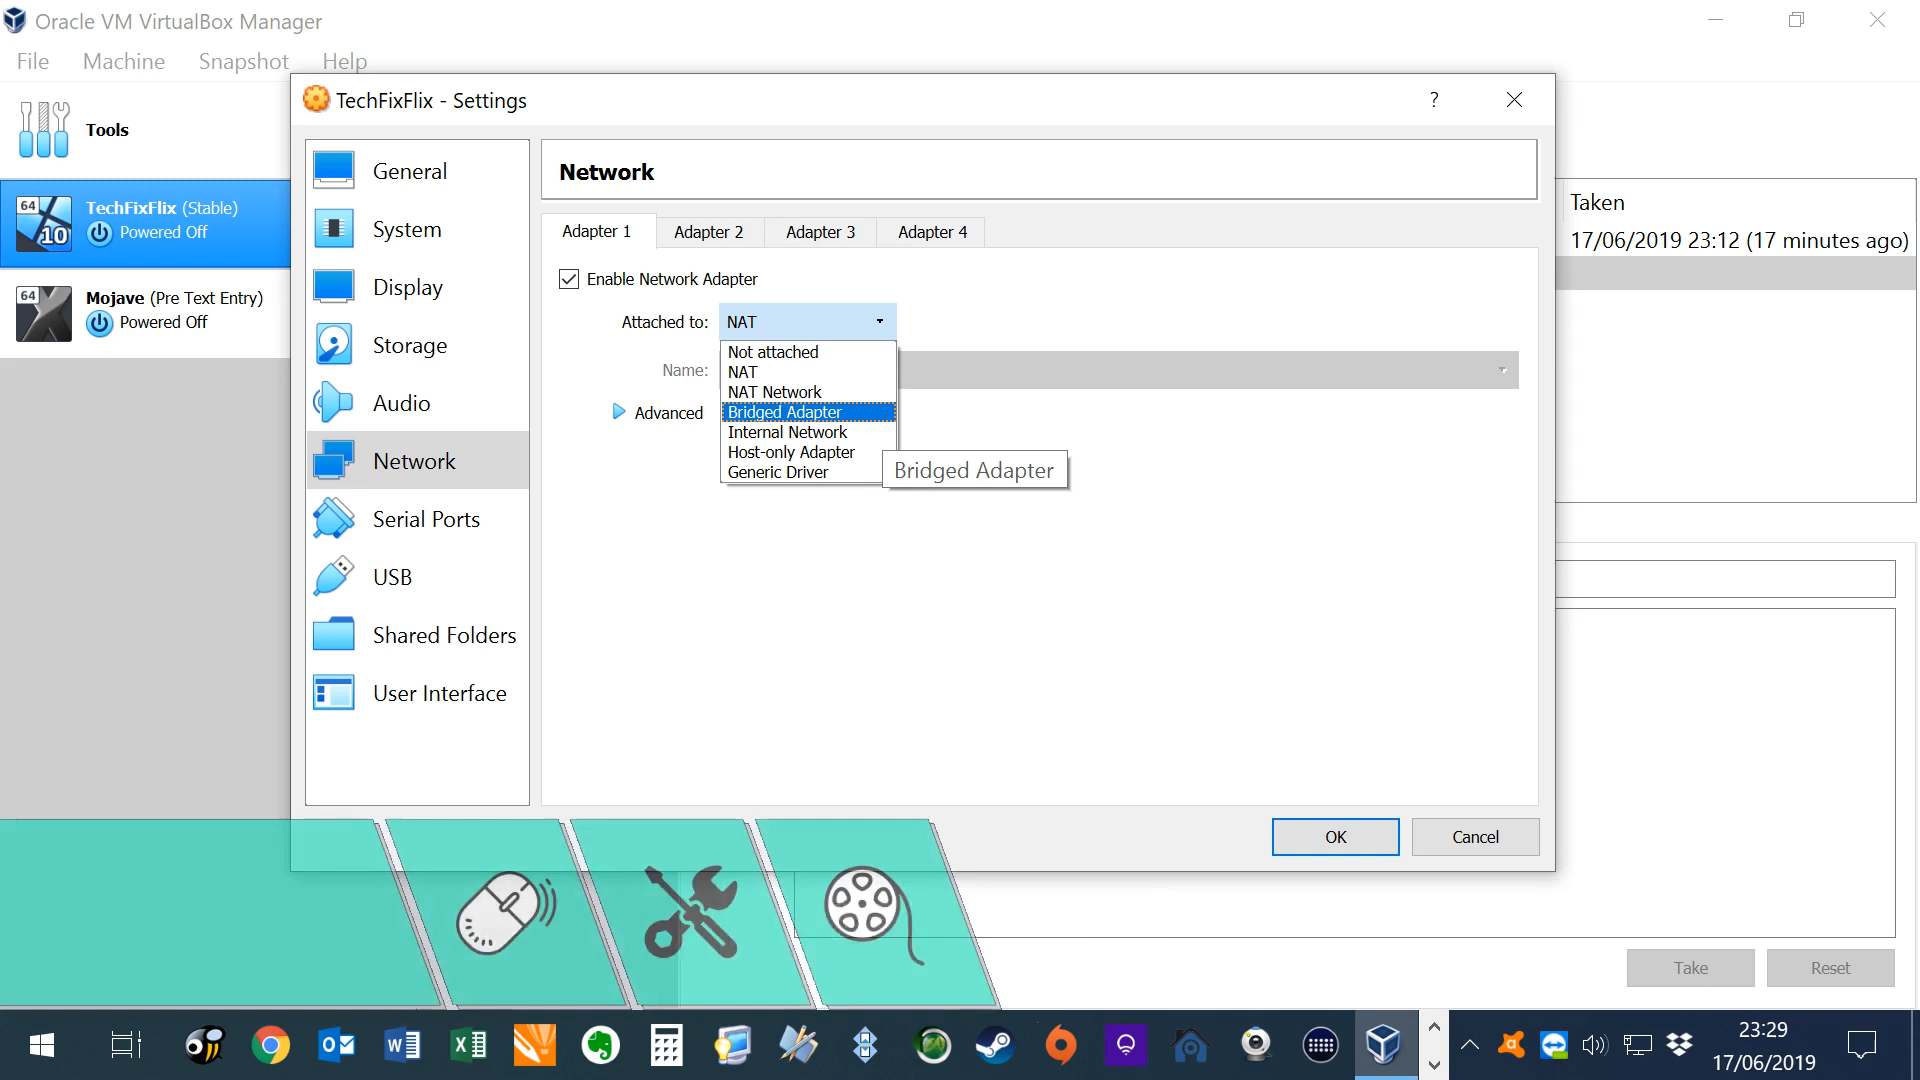 Oracle VM VirtualBox Manager
File Machine Snapshot Help
Tools
64
10
TechFixFlix (Stable)
Powered Off
64
Mojave (Pre Text Entry)
Powered Off
TechFixFlix - Settings
?
General
System
Display
Storage
Audio
Network
Serial Ports
USB
Shared Folders
User Interface
Network
Adapter 1 Adapter 2 Adapter 3 Adapter 4
Enable Network Adapter
Attached to: NAT
Not attached
NAT
NAT Network
Bridged Adapter
Internal Network
Host-only Adapter
Generic Driver
Name:
Advanced
Bridged Adapter
OK Cancel
Taken
17/06/2019 23:12 (17 minutes ago)
Take Reset
23:29
17/06/2019